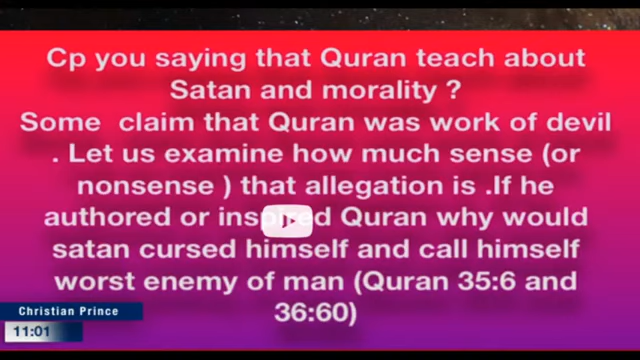 Cp you saying that Quran teach about
Satan and morality ?
Some claim that Quran was work of devil
. Let us examine how much sense (or
nonsense ) that allegation is .If he
authored or inspired Quran why would
satan cursed himself and call himself
worst enemy of man (Quran 35:6 and
36:60)
Christian Prince
11:01